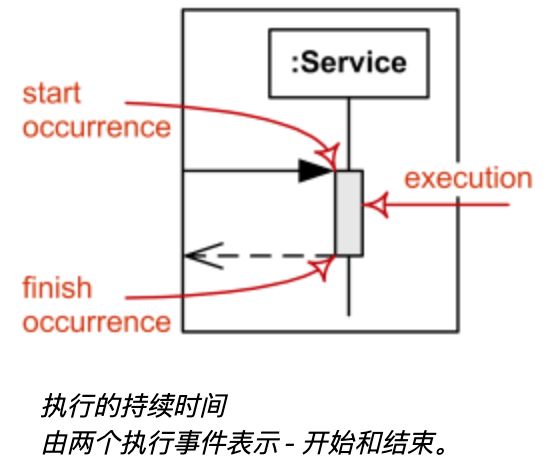 :Service
start
occurrence
execution
finish
occurrence
执行的持续时间
由两个执行事件表示 - 开始和结束。